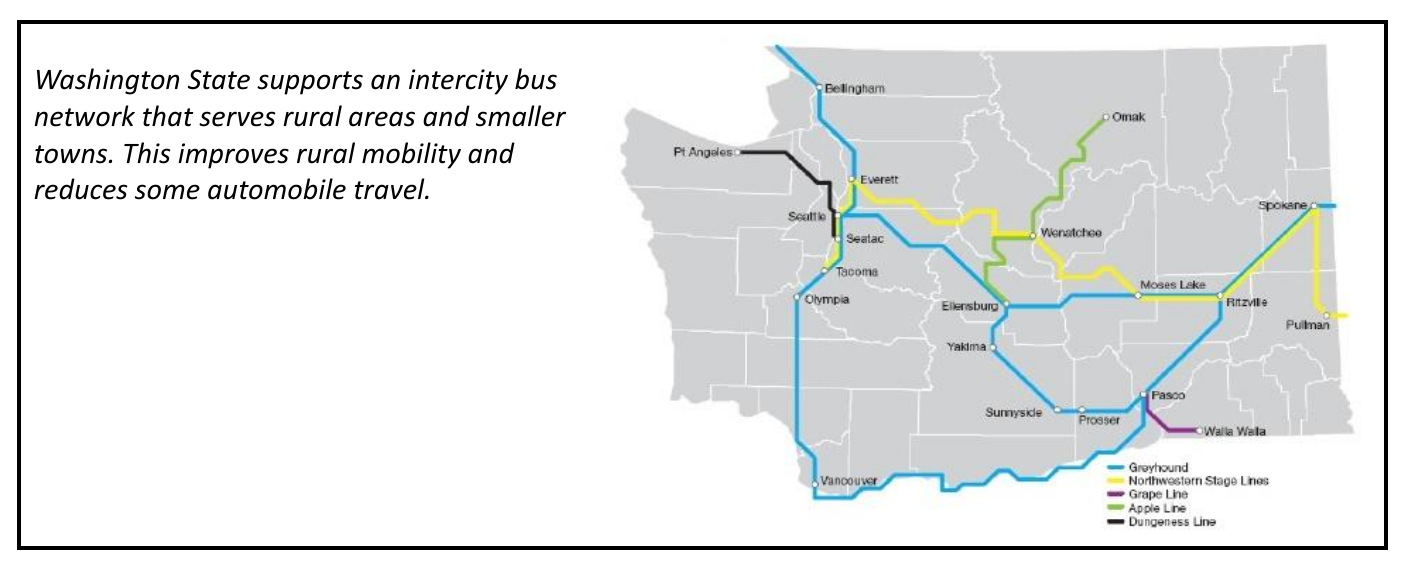 Washington State supports an intercity bus
network that serves rural areas and smaller
towns. This improves rural mobility and
reduces some automobile travel.
Bellingham
Omak
Pt Angeles
Everett
Seattle
Spokane
Wenatchee
Seatac
Tacoma
Moses Lake
Olympia
Ellensburg
Ritzville
Pullman
Yakima
Pasco
Sunnyside
Prosser
Walla Walla
Vancouver
Greyhound
Northwestern Stage Lines
Grape Line
Apple Line
Dungeness Line